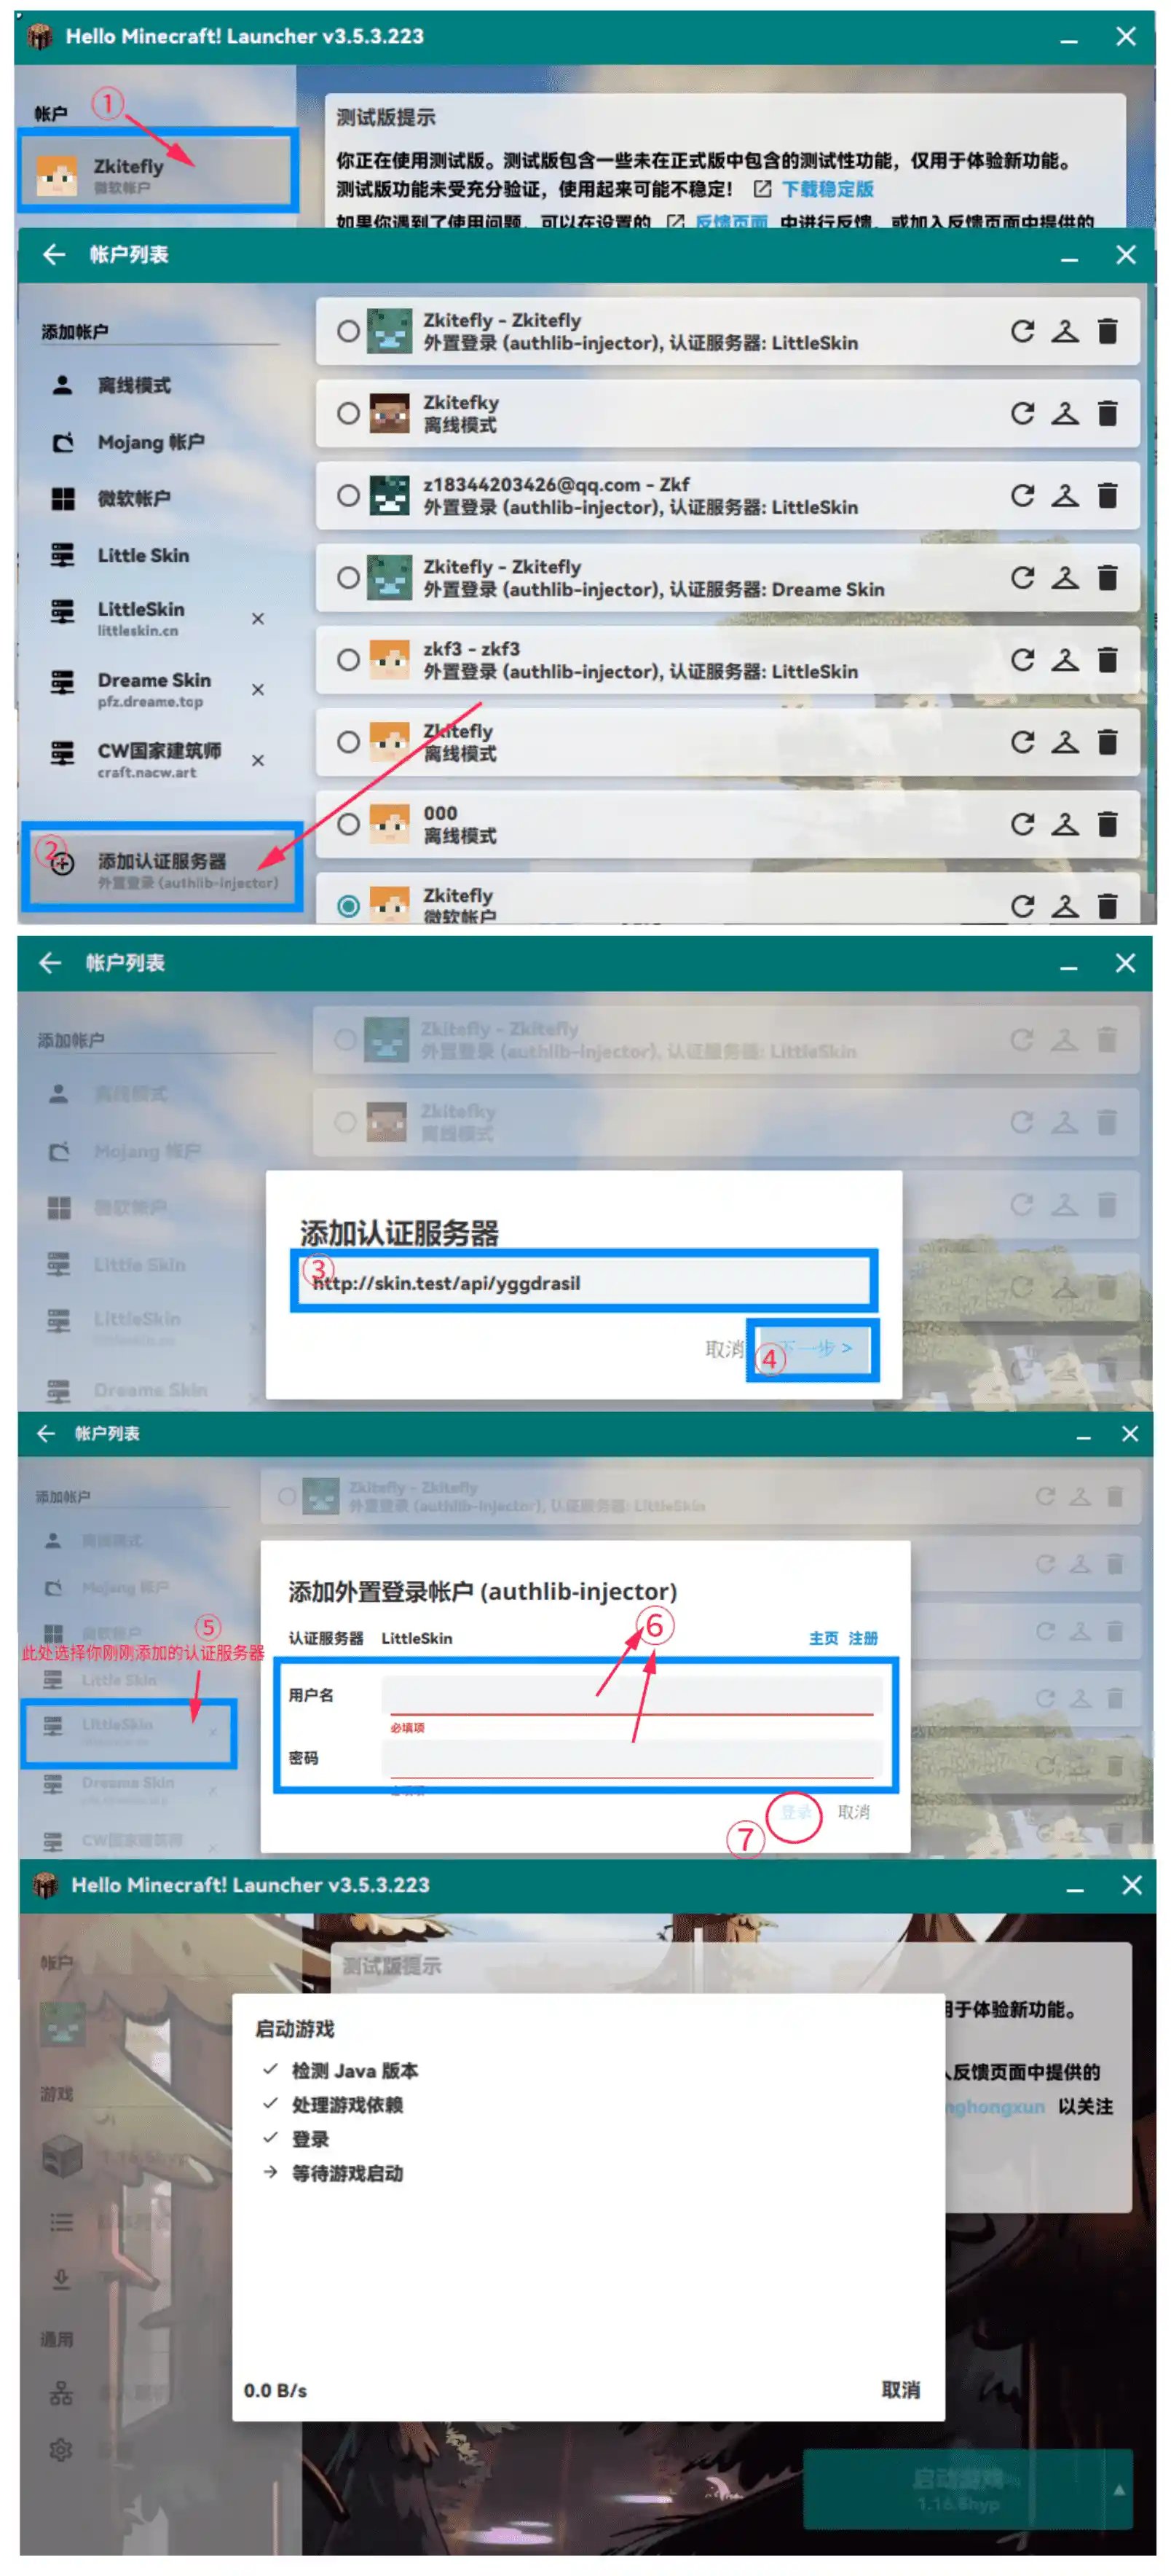 Hello Minecraft! Launcher v3.5.3.223
帐户
①
Zkitefly
微软帐户
测试版提示
你正在使用测试版。测试版包含一些未在正式版中包含的测试性功能，仅用于体验新功能。
测试版功能未受充分验证，使用起来可能不稳定！ 下载稳定版
如果你遇到了使用问题，可以在设置的 反馈页面 中进行反馈，或加入反馈页面中提供的
帐户列表
添加帐户
离线模式
Mojang 帐户
微软帐户
Little Skin
LittleSkin
littleskin.cn
Dreame Skin
pfz.dreame.top
CW国家建筑师
craft.nacw.art
②
添加认证服务器
外置登录 (authlib-injector)
Zkitefly - Zkitefly
外置登录 (authlib-injector), 认证服务器: LittleSkin
Zkitefky
离线模式
z18344203426@qq.com - Zkf
外置登录 (authlib-injector), 认证服务器: LittleSkin
Zkitefly - Zkitefly
外置登录 (authlib-injector), 认证服务器: Dreame Skin
zkf3 - zkf3
外置登录 (authlib-injector), 认证服务器: LittleSkin
Zkitefly
离线模式
000
离线模式
Zkitefly
微软帐户
帐户列表
添加帐户
离线模式
Mojang 帐户
微软帐户
Little Skin
LittleSkin
Dreame Skin
Zkitefly - Zkitefly
外置登录 (authlib-injector), 认证服务器: LittleSkin
Zkitefky
离线模式
添加认证服务器
③
http://skin.test/api/yggdrasil
取消
④
下一步 >
帐户列表
添加帐户
离线模式
Mojang 帐户
⑤
此处选择你刚刚添加的认证服务器
Little Skin
LittleSkin
Dreame Skin
CW国家建筑师
Zkitefly - Zkitefly
外置登录 (authlib-injector), 认证服务器: LittleSkin
添加外置登录帐户 (authlib-injector)
⑥
认证服务器 LittleSkin 主页 注册
用户名
必填项
密码
⑦
登录 取消
Hello Minecraft! Launcher v3.5.3.223
帐户
游戏
通用
测试版提示
用于体验新功能。
入反馈页面中提供的
nghongxun 以关注
启动游戏
检测 Java 版本
处理游戏依赖
登录
等待游戏启动
0.0 B/s
取消
启动游戏